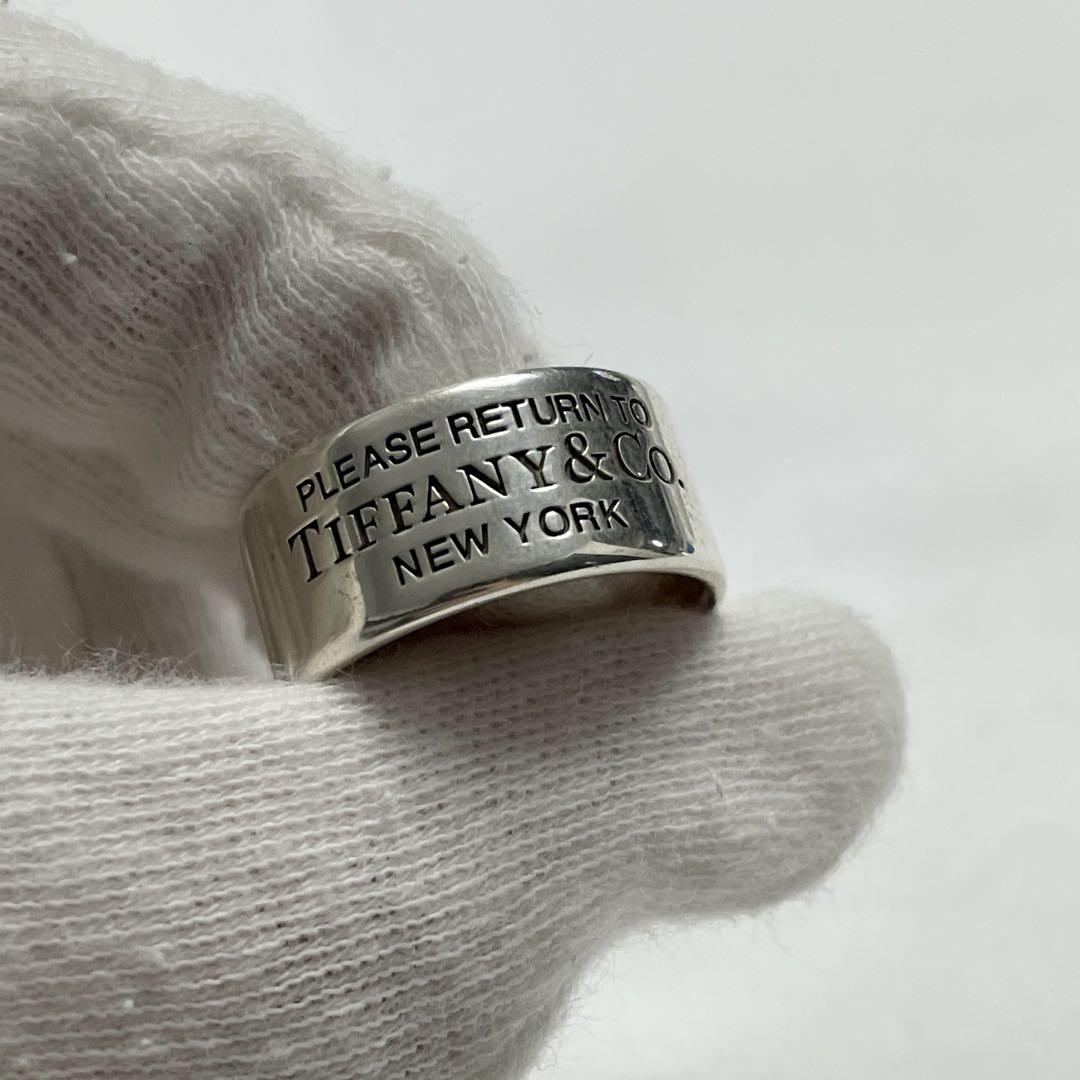 PLEASE RETURN TO
TIFFANY & CO.
NEW YORK